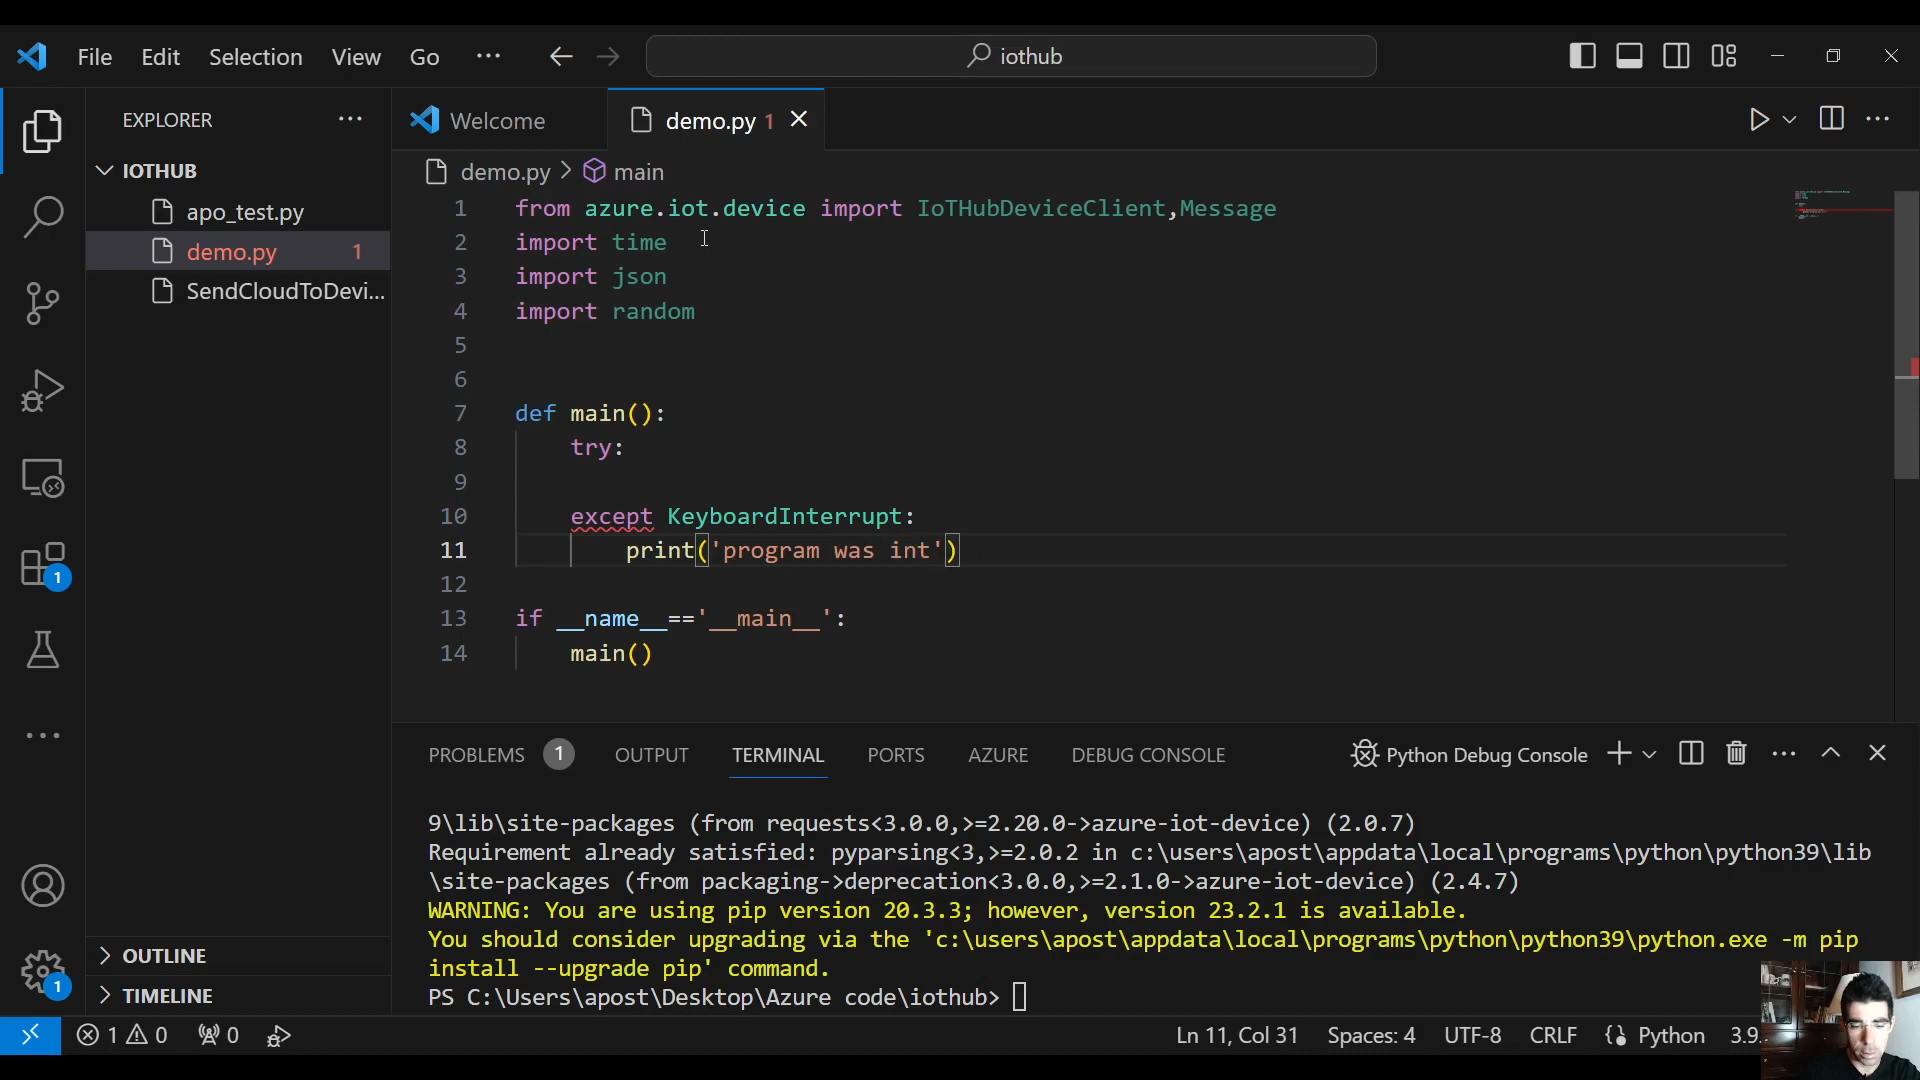 File Edit Selection View Go ··· iothub
EXPLORER ···
IOTHUB
apo_test.py
demo.py 1
SendCloudToDevi...
OUTLINE
TIMELINE
1
1
Welcome
demo.py 1
demo.py > main
1 from azure.iot.device import IoTHubDeviceClient,Message
2 import time
3 import json
4 import random
5
6
7 def main():
8 try:
9
10 except KeyboardInterrupt:
11 print('program was int')
12
13 if __name__=='__main__':
14 main()
PROBLEMS 1 OUTPUT TERMINAL PORTS AZURE DEBUG CONSOLE Python Debug Console
9\lib\site-packages (from requests<3.0.0,>=2.20.0->azure-iot-device) (2.0.7)
Requirement already satisfied: pyparsing<3,>=2.0.2 in c:\users\apost\appdata\local\programs\python\python39\lib
\site-packages (from packaging->deprecation<3.0.0,>=2.1.0->azure-iot-device) (2.4.7)
WARNING: You are using pip version 20.3.3; however, version 23.2.1 is available.
You should consider upgrading via the 'c:\users\apost\appdata\local\programs\python\python39\python.exe -m pip
install --upgrade pip' command.
PS C:\Users\apost\Desktop\Azure code\iothub>
1 0 0 Ln 11, Col 31 Spaces: 4 UTF-8 CRLF Python 3.9.